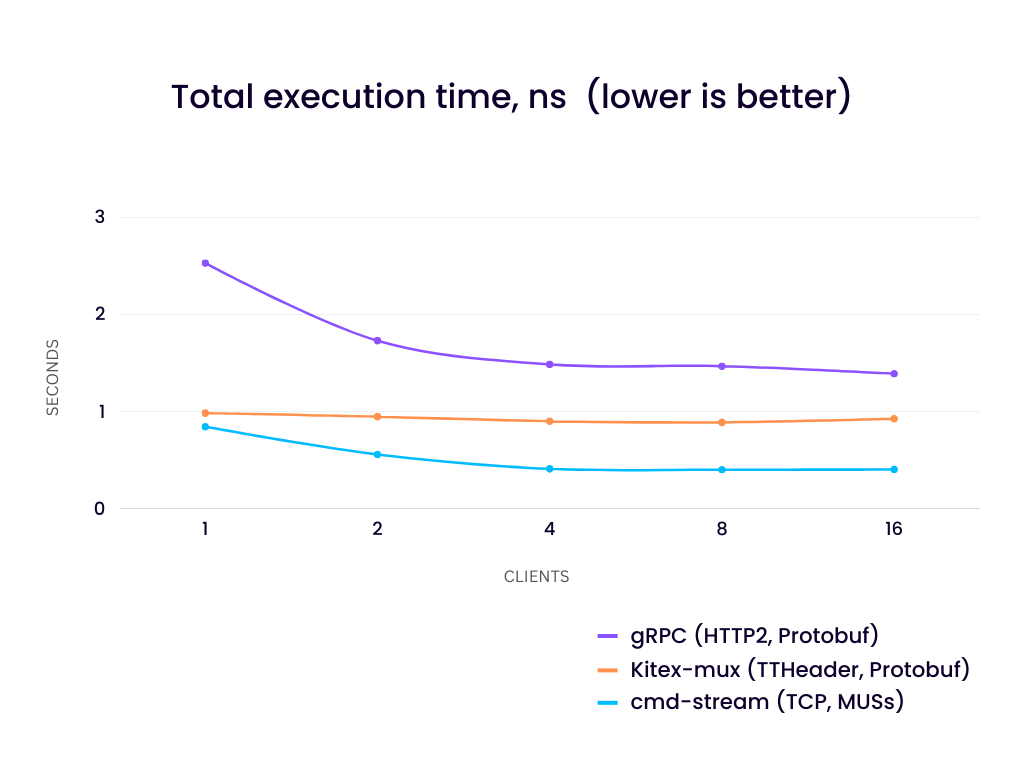 Total execution time, ns (lower is better)
3
2
1
0
SECONDS
1 2 4 8 16
CLIENTS
gRPC (HTTP2, Protobuf)
Kitex-mux (TTHeader, Protobuf)
cmd-stream (TCP, MUSs)